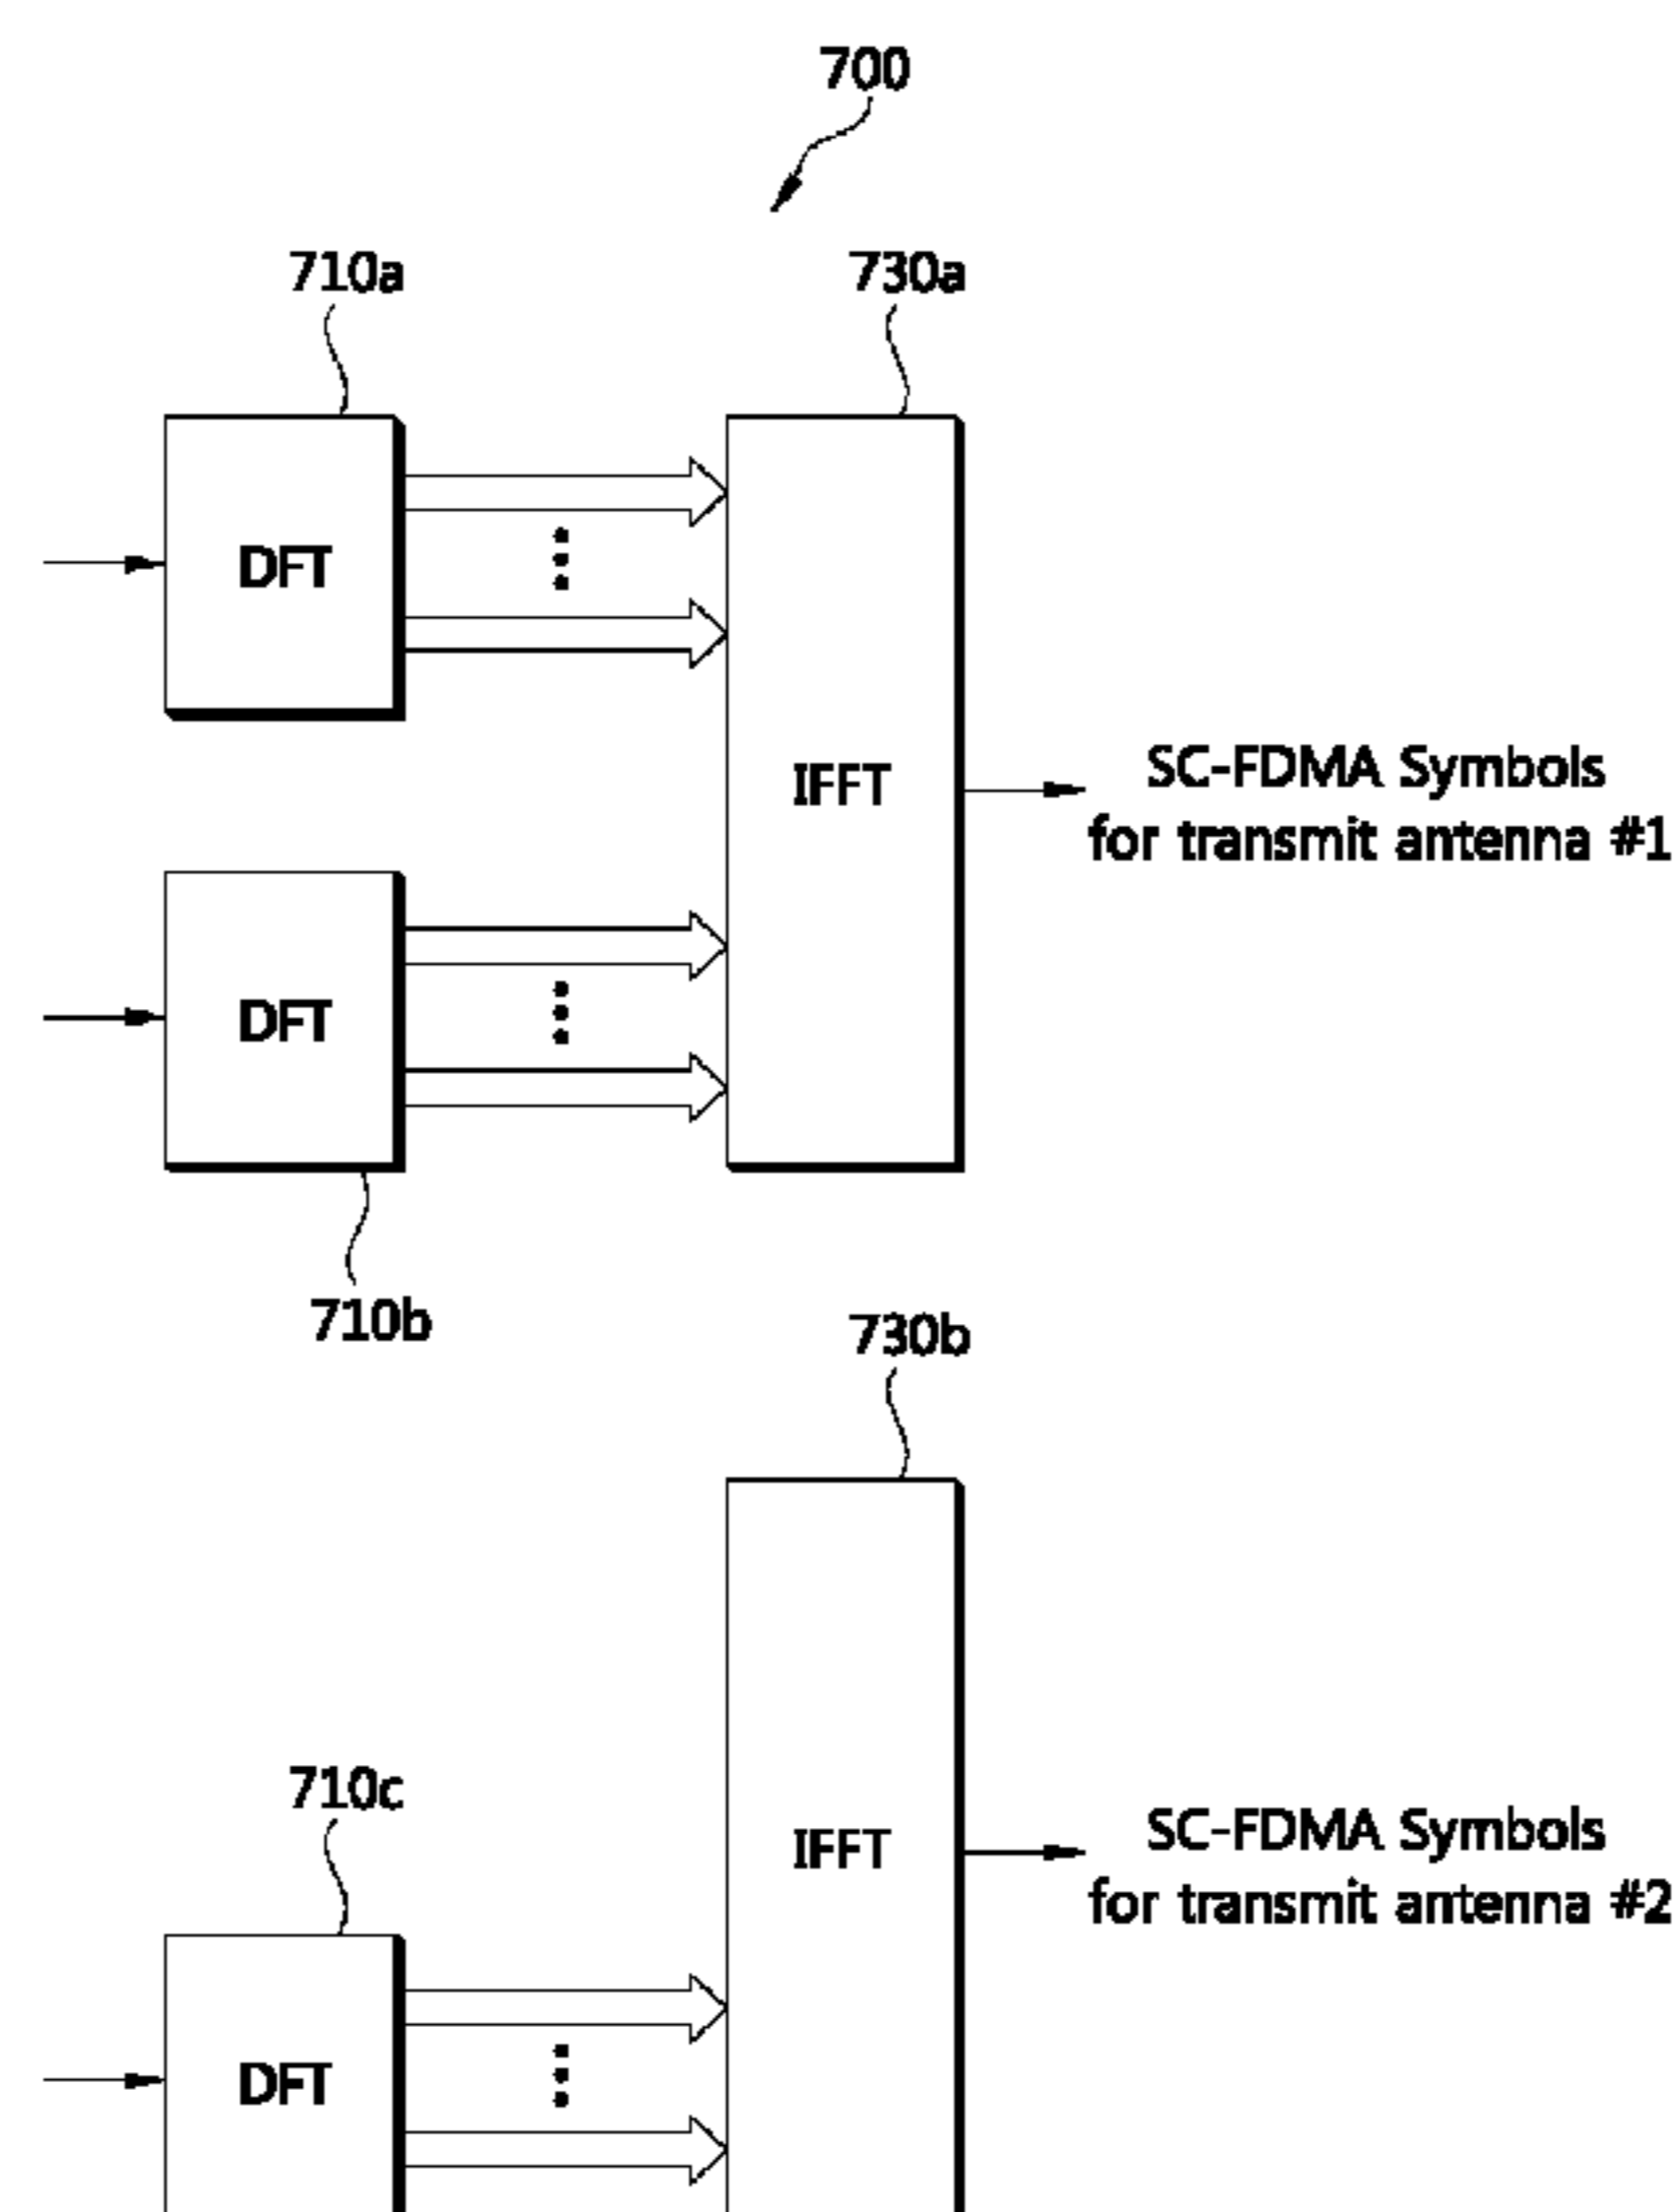 700
710a
730a
DFT
IFFT
SC-FDMA Symbols
for transmit antenna #1
DFT
710b
730b
710c
IFFT
SC-FDMA Symbols
for transmit antenna #2
DFT